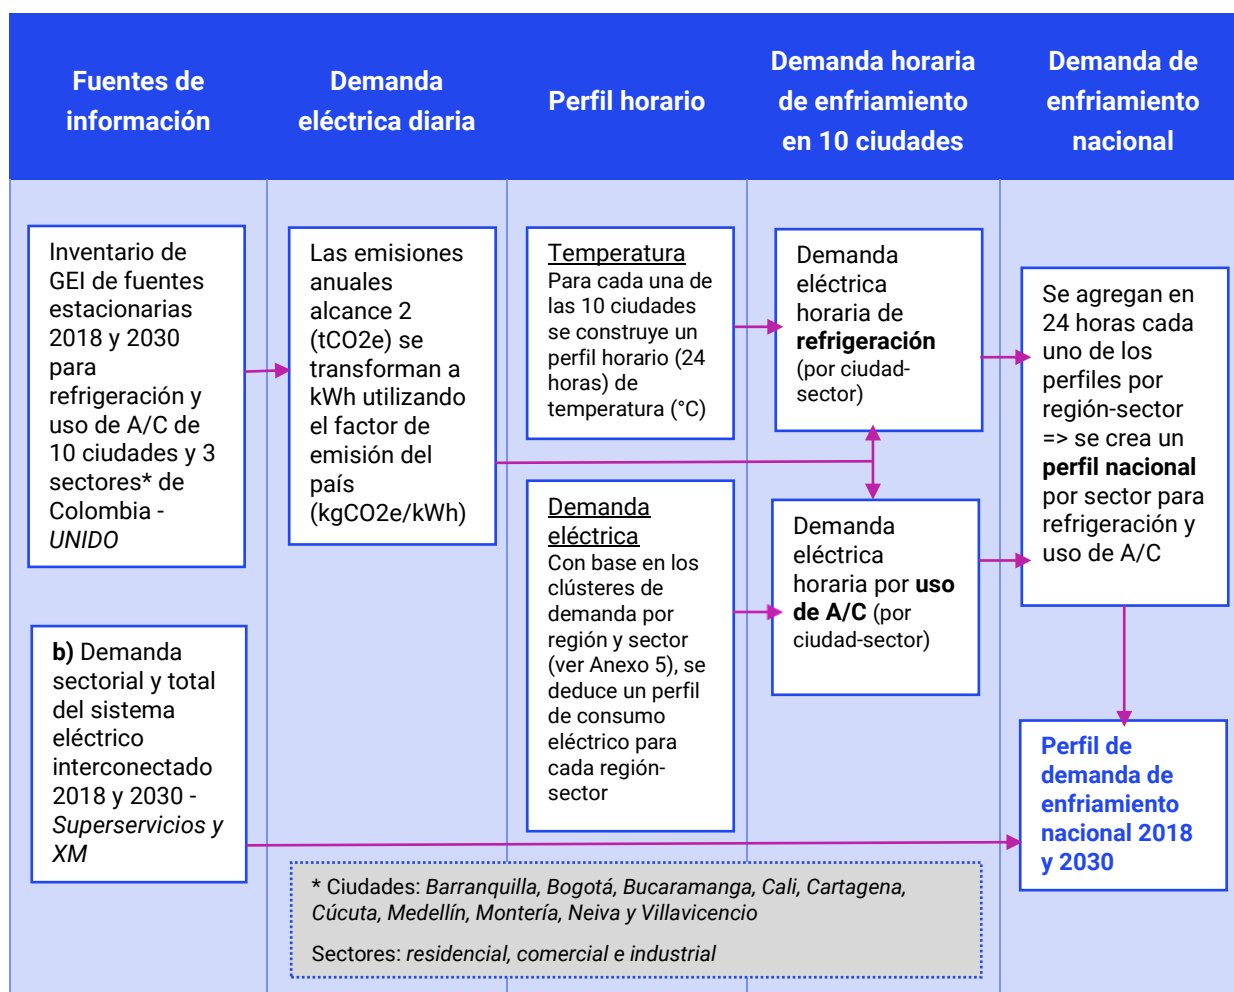 Fuentes de
información
Demanda
eléctrica diaria
Perfil horario
Demanda horaria
de enfriamiento
en 10 ciudades
Demanda de
enfriamiento
nacional
Inventario de
GEI de fuentes
estacionarias
2018 y 2030
para
refrigeración y
uso de A/C de
10 ciudades y 3
sectores* de
Colombia -
UNIDO
b) Demanda
sectorial y total
del sistema
eléctrico
interconectado
2018 y 2030 -
Superservicios y
XM
Las emisiones
anuales
alcance 2
(tCO2e) se
transforman a
kWh utilizando
el factor de
emisión del
país
(kgCO2e/kWh)
Temperatura
Para cada una de
las 10 ciudades
se construye un
perfil horario (24
horas) de
temperatura (°C)
Demanda
eléctrica
Con base en los
clústeres de
demanda por
región y sector
(ver Anexo 5), se
deduce un perfil
de consumo
eléctrico para
cada región-
sector
Demanda
eléctrica
horaria de
refrigeración
(por ciudad-
sector)
Demanda
eléctrica
horaria por uso
de A/C (por
ciudad-sector)
Se agregan en
24 horas cada
uno de los
perfiles por
región-sector
=> se crea un
perfil nacional
por sector para
refrigeración y
uso de A/C
Perfil de
demanda de
enfriamiento
nacional 2018
y 2030
* Ciudades: Barranquilla, Bogotá, Bucaramanga, Cali, Cartagena,
Cúcuta, Medellín, Montería, Neiva y Villavicencio
Sectores: residencial, comercial e industrial